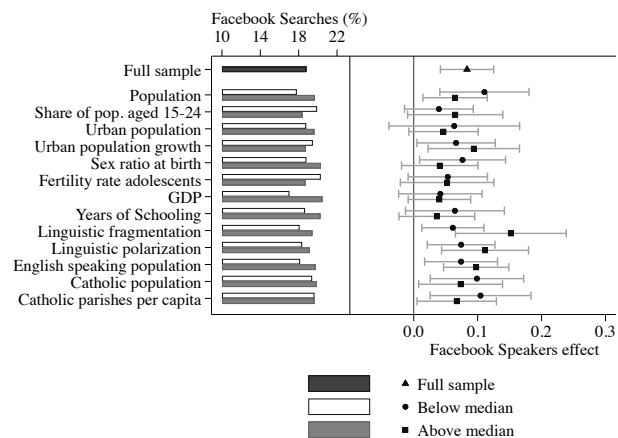 Facebook Searches (%)
10 14 18 22
Full sample
Population
Share of pop. aged 15-24
Urban population
Urban population growth
Sex ratio at birth
Fertility rate adolescents
GDP
Years of Schooling
Linguistic fragmentation
Linguistic polarization
English speaking population
Catholic population
Catholic parishes per capita
0.0 0.1 0.2 0.3
Facebook Speakers effect
Full sample
Below median
Above median